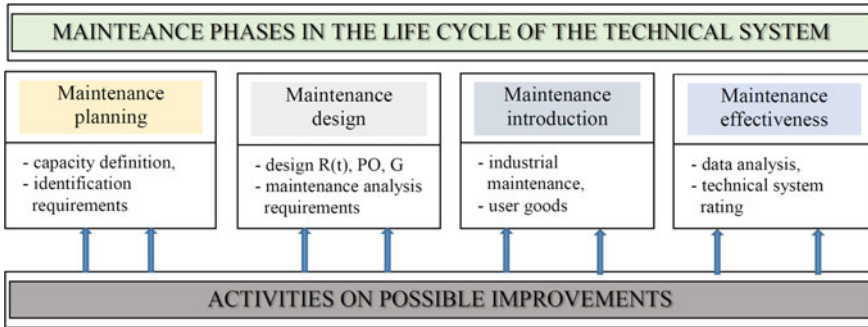 MAINTEANCE PHASES IN THE LIFE CYCLE OF THE TECHNICAL SYSTEM
Maintenance
planning
- capacity definition,
- identification
requirements
Maintenance
design
- design R(t), PO, G
- maintenance analysis
requirements
Maintenance
introduction
- industrial
maintenance,
- user goods
Maintenance
effectiveness
- data analysis,
- technical system
rating
ACTIVITIES ON POSSIBLE IMPROVEMENTS